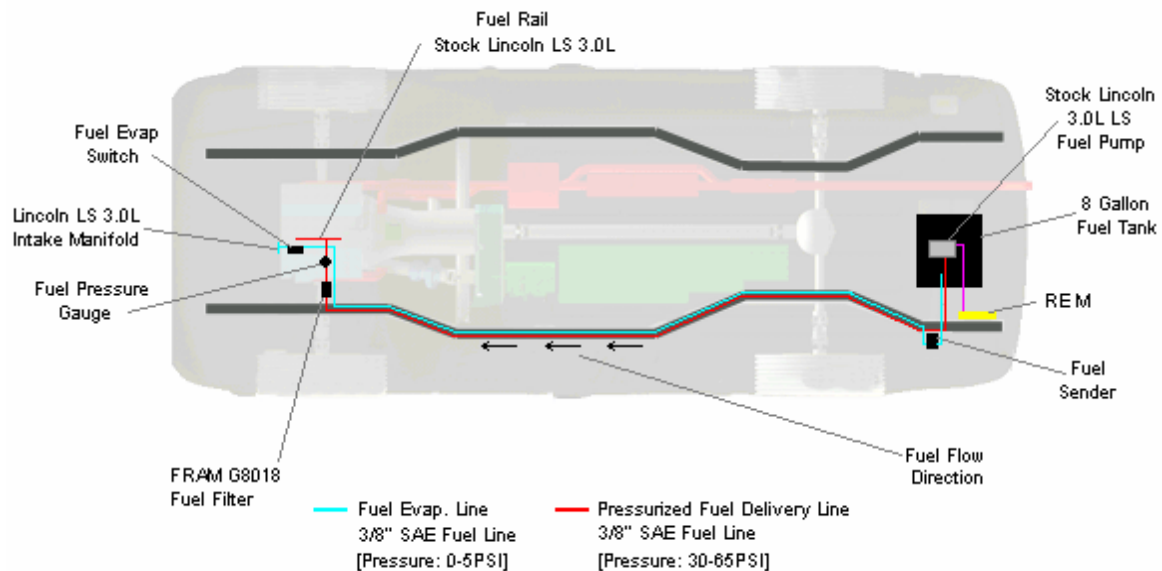 Fuel Rail
Stock Lincoln LS 3.0L
Fuel Evap
Switch
Lincoln LS 3.0L
Intake Manifold
Fuel Pressure
Gauge
FRAM G8018
Fuel Filter
Stock Lincoln
3.0L LS
Fuel Pump
8 Gallon
Fuel Tank
REM
Fuel
Sender
Fuel Flow
Direction
Fuel Evap. Line
3/8" SAE Fuel Line
[Pressure: 0-5PSI]
Pressurized Fuel Delivery Line
3/8" SAE Fuel Line
[Pressure: 30-65PSI]